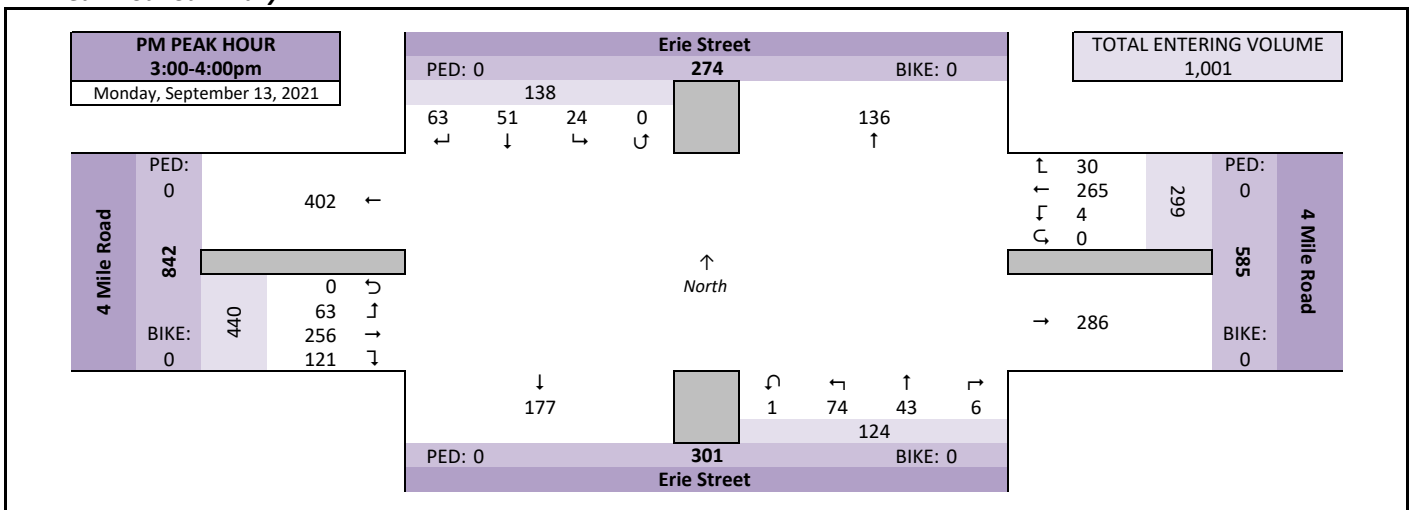 PM PEAK HOUR
3:00-4:00pm
Monday, September 13, 2021
Erie Street
PED: 0 274 BIKE: 0
138
63 51 24 0
↵ ↓ ↳ ↺
136
↑
TOTAL ENTERING VOLUME
1,001
4 Mile Road
PED:
0
842
BIKE:
0
402 ←
440
0 ⮌
63 ↥
256 →
121 ↴
↑
North
↑ 30
← 265
↓ 4
⮎ 0
299
PED:
0
585
BIKE:
0
4 Mile Road
→ 286
↓
177
↶ ↰ ↑ ↱
1 74 43 6
124
PED: 0 301 BIKE: 0
Erie Street